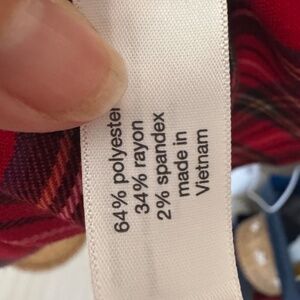 64% polyester
34% rayon
2% spandex
made in
Vietnam